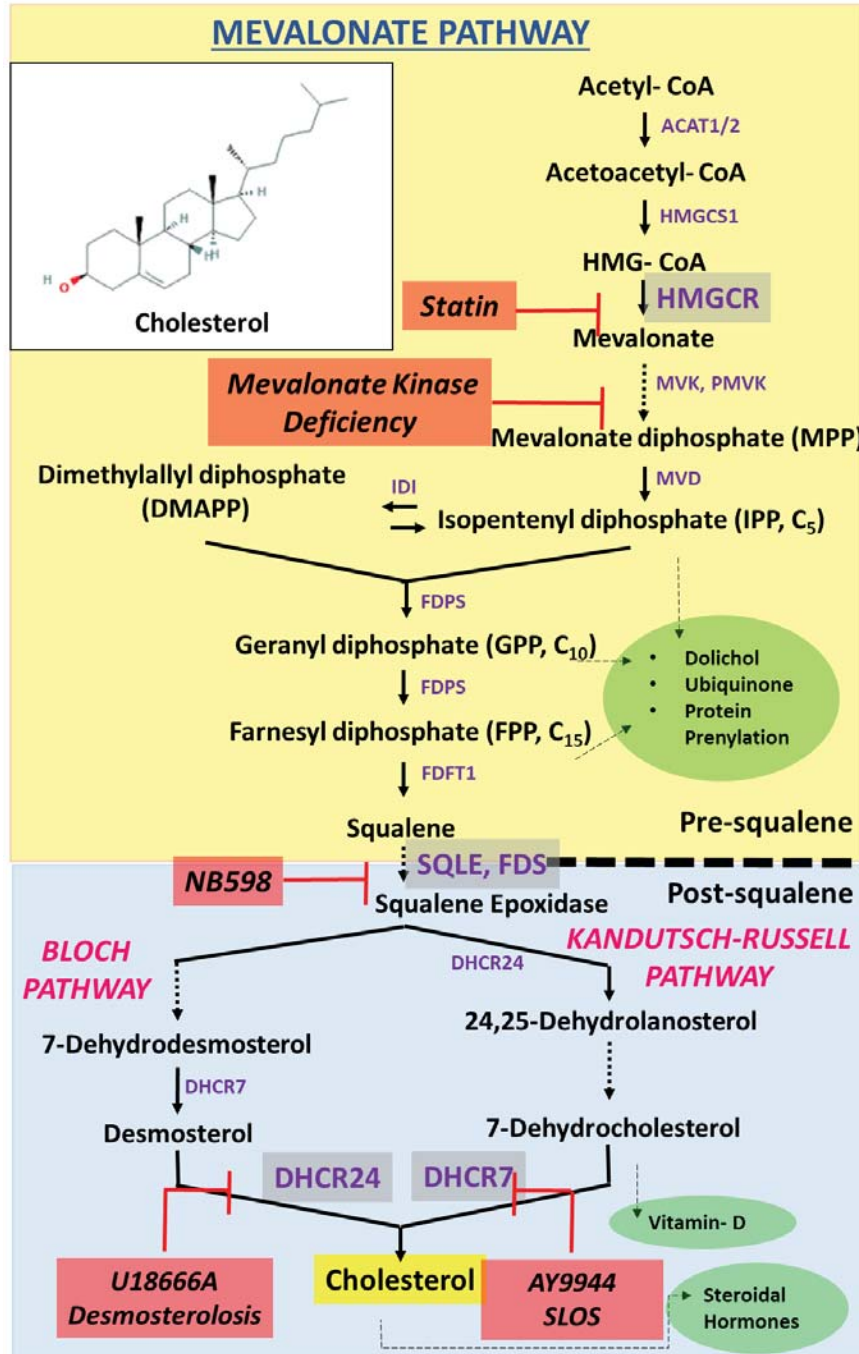 MEVALONATE PATHWAY
H
H
H
H
H
O
Cholesterol
Acetyl- CoA
ACAT1/2
Acetoacetyl- CoA
HMGCS1
HMG- CoA
HMGCR
Statin
Mevalonate
Mevalonate Kinase
Deficiency
MVK, PMVK
Mevalonate diphosphate (MPP)
Dimethylallyl diphosphate
(DMAPP)
IDI
MVD
Isopentenyl diphosphate (IPP, C5)
FDPS
Geranyl diphosphate (GPP, C10)
FDPS
Farnesyl diphosphate (FPP, C15)
FDFT1
• Dolichol
• Ubiquinone
• Protein
Prenylation
Squalene
Pre-squalene
SQLE, FDS
NB598
Post-squalene
Squalene Epoxidase
BLOCH
PATHWAY
KANDUTSCH-RUSSELL
PATHWAY
DHCR24
24,25-Dehydrolanosterol
7-Dehydrodesmosterol
DHCR7
Desmosterol
7-Dehydrocholesterol
DHCR24
DHCR7
Vitamin- D
U18666A
Desmosterolosis
Cholesterol
AY9944
SLOS
Steroidal
Hormones